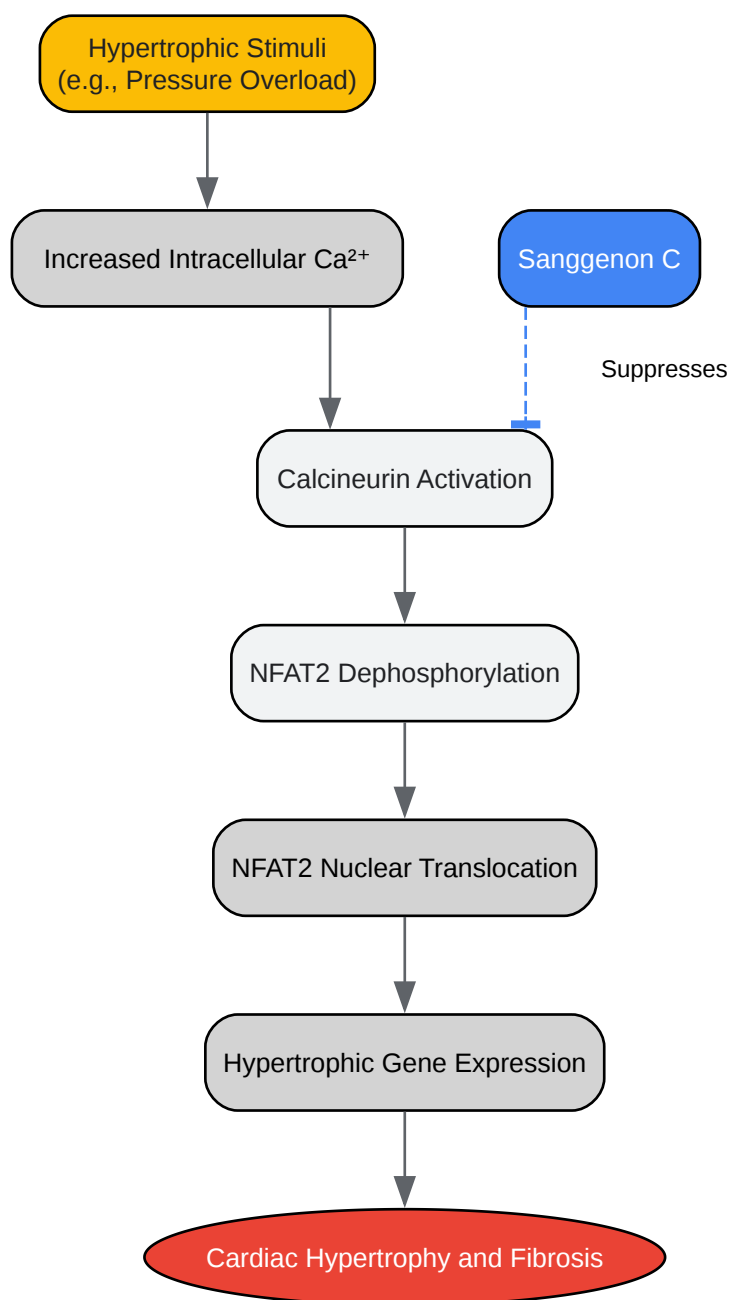 Hypertrophic Stimuli
(e.g., Pressure Overload)
Increased Intracellular Ca²⁺
Sanggenon C
Suppresses
Calcineurin Activation
NFAT2 Dephosphorylation
NFAT2 Nuclear Translocation
Hypertrophic Gene Expression
Cardiac Hypertrophy and Fibrosis